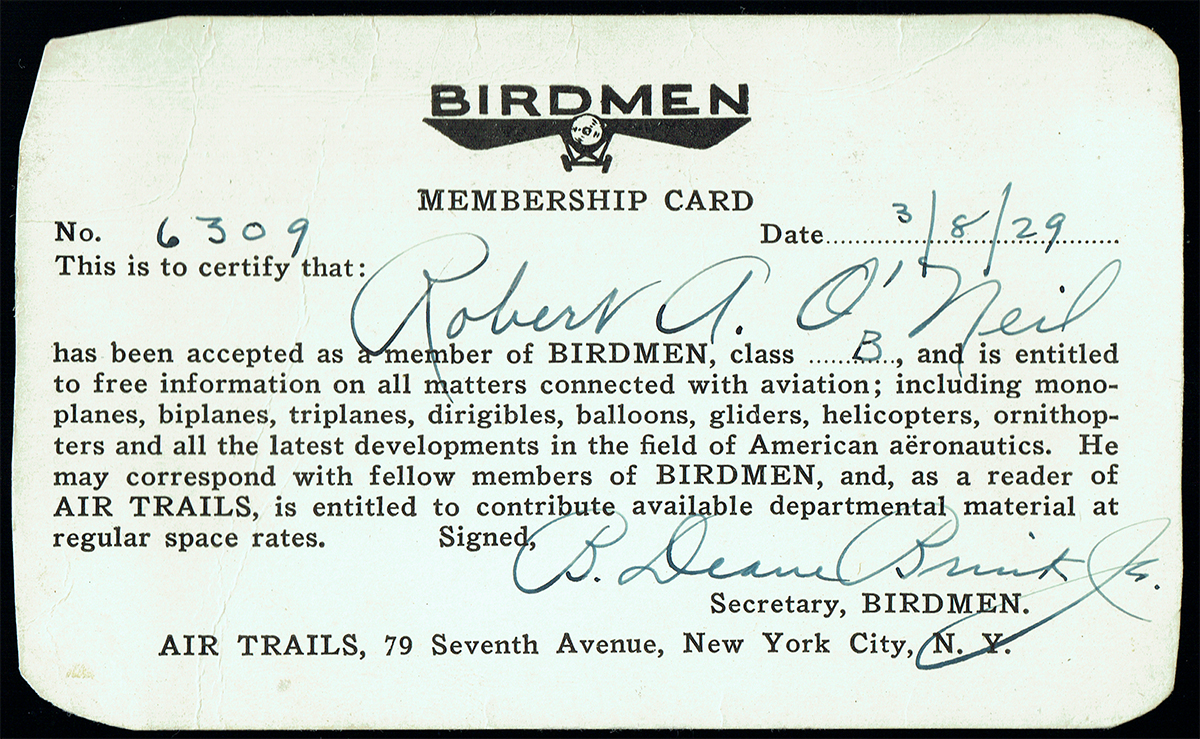 BIRDMEN
MEMBERSHIP CARD
No. 6309 Date 3/8/29
This is to certify that: Robert A. O'Neil
has been accepted as a member of BIRDMEN, class ......B..., and is entitled
to free information on all matters connected with aviation; including mono-
planes, biplanes, triplanes, dirigibles, balloons, gliders, helicopters, ornithop-
ters and all the latest developments in the field of American aëronautics. He
may correspond with fellow members of BIRDMEN, and, as a reader of
AIR TRAILS, is entitled to contribute available departmental material at
regular space rates. Signed, B. Deane Brink Jr.
Secretary, BIRDMEN.
AIR TRAILS, 79 Seventh Avenue, New York City, N. Y.